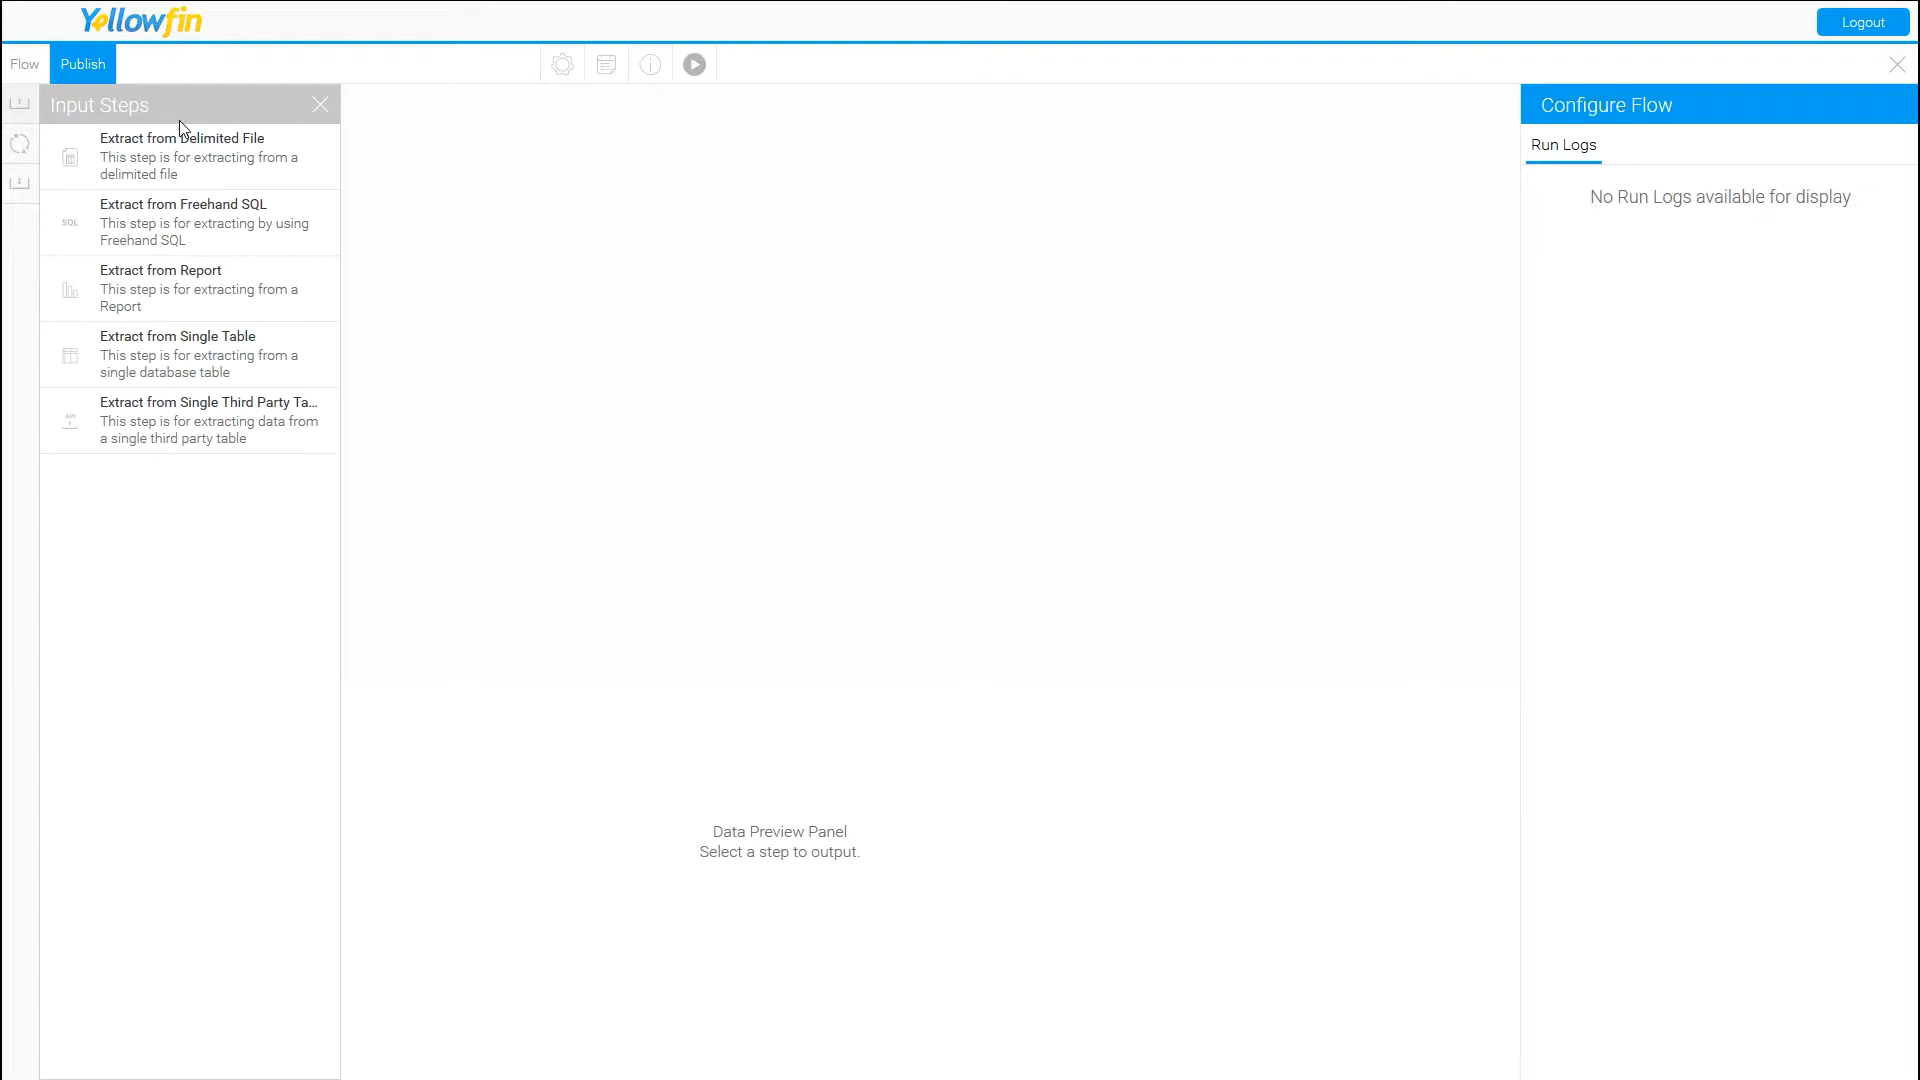 Yellowfin
Logout
Flow
Publish
Input Steps
Configure Flow
Extract from Delimited File
This step is for extracting from a
delimited file
SQL
Extract from Freehand SQL
This step is for extracting by using
Freehand SQL
Extract from Report
This step is for extracting from a
Report
Extract from Single Table
This step is for extracting from a
single database table
API
Extract from Single Third Party Ta...
This step is for extracting data from
a single third party table
Run Logs
No Run Logs available for display
Data Preview Panel
Select a step to output.